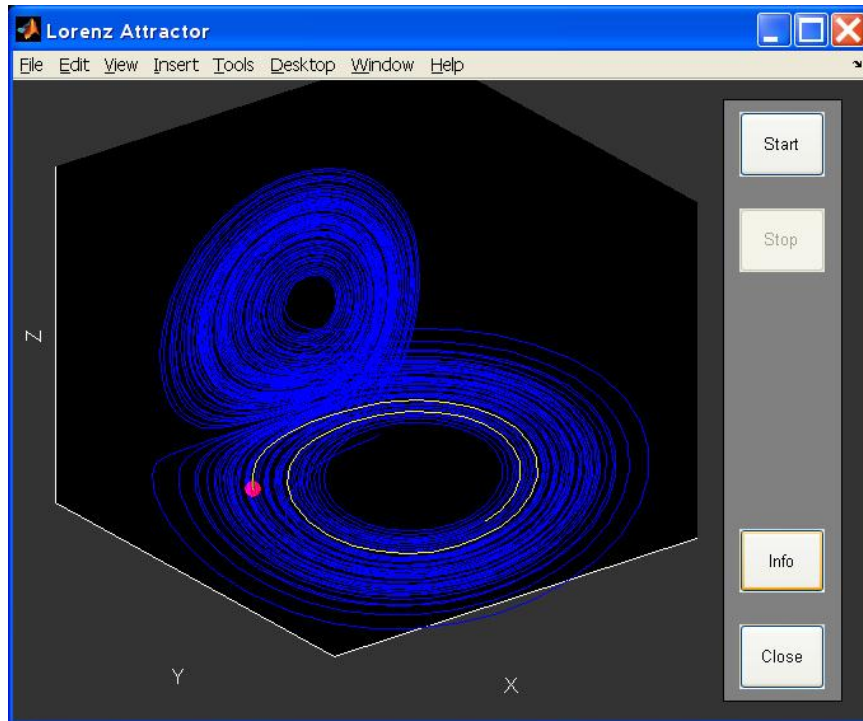 Lorenz Attractor
File Edit View Insert Tools Desktop Window Help
Start
Stop
Z
Info
Close
Y
X